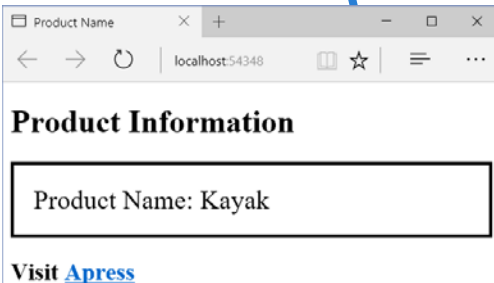 Product Name
localhost:54348
Product Information
Product Name: Kayak
Visit Apress